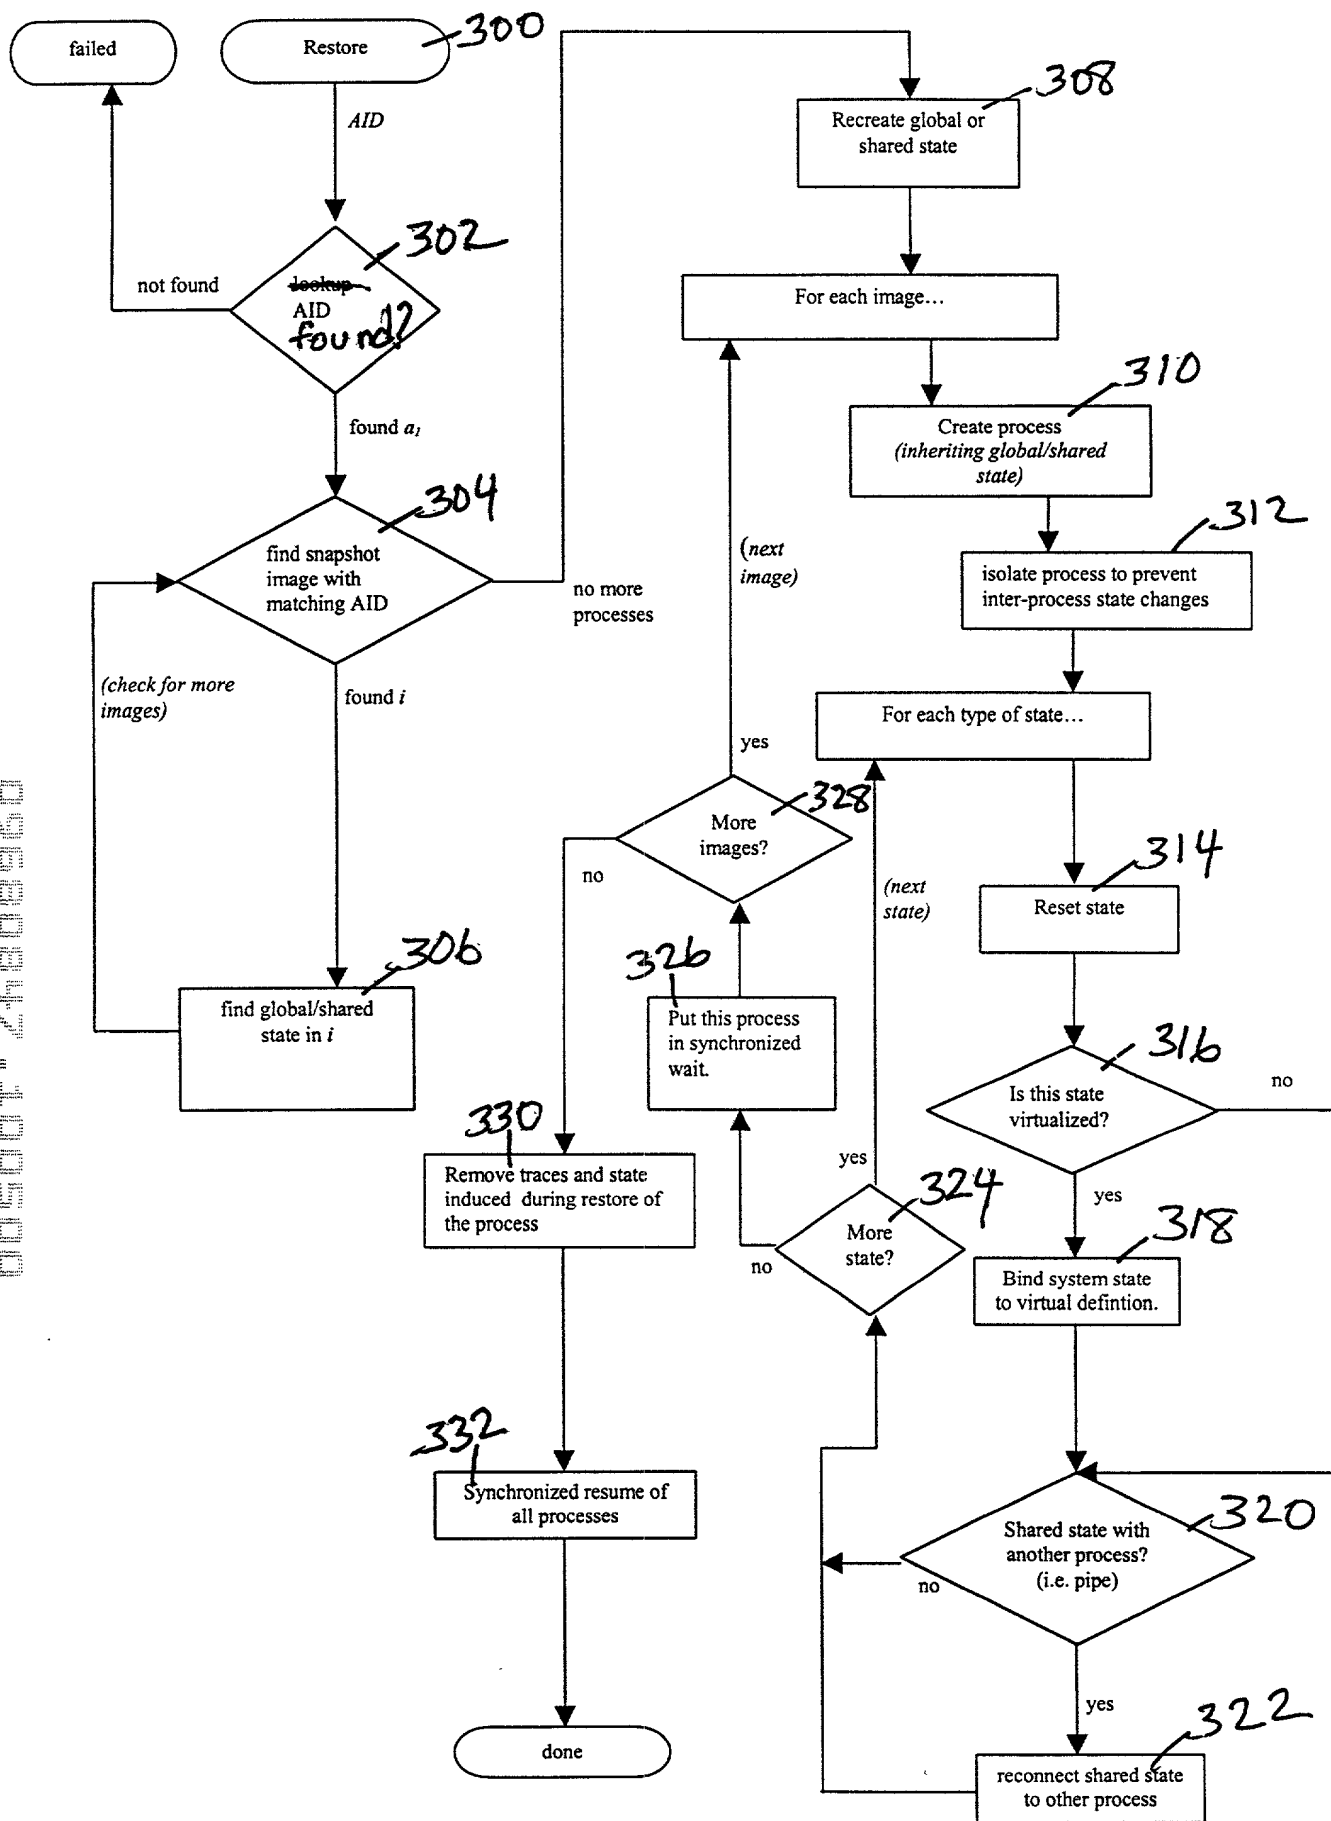 failed
Restore
300
AID
302
lookup
AID
found?
not found
found a1
304
find snapshot
image with
matching AID
no more
processes
(check for more
images)
found i
306
find global/shared
state in i
308
Recreate global or
shared state
For each image...
310
Create process
(inheriting global/shared
state)
312
isolate process to prevent
inter-process state changes
(next
image)
For each type of state...
yes
328
More
images?
no
(next
state)
314
Reset state
326
Put this process
in synchronized
wait.
316
Is this state
virtualized?
no
yes
330
Remove traces and state
induced during restore of
the process
yes
324
More
state?
no
318
Bind system state
to virtual defintion.
332
Synchronized resume of
all processes
320
Shared state with
another process?
(i.e. pipe)
no
yes
done
322
reconnect shared state
to other process